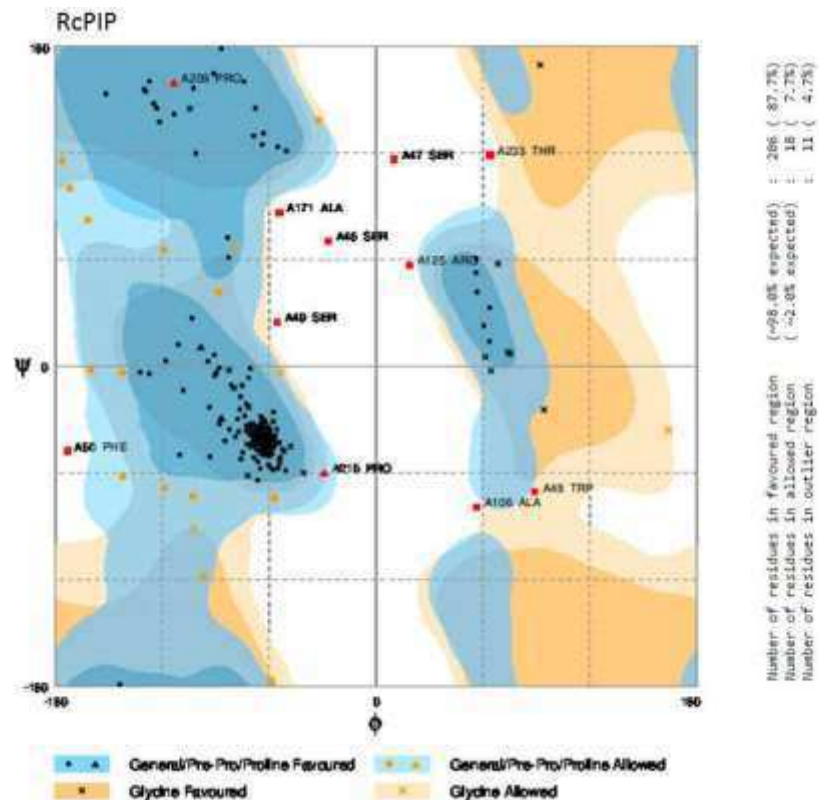 RcPIP
180
A209 PRO
A47 SER
A203 THR
A171 ALA
A46 SER
A125 ARG
A49 SER
Ψ 0
A50 PHE
A215 PRO
A48 TRP
A106 ALA
-180
-180 0 180
Φ
General/Pre-Pro/Proline Favoured
General/Pre-Pro/Proline Allowed
Glycine Favoured
Glycine Allowed
Number of residues in favoured region (~98.0% expected) : 206 ( 87.7%)
Number of residues in allowed region ( ~2.0% expected) : 18 ( 7.7%)
Number of residues in outlier region : 11 ( 4.7%)